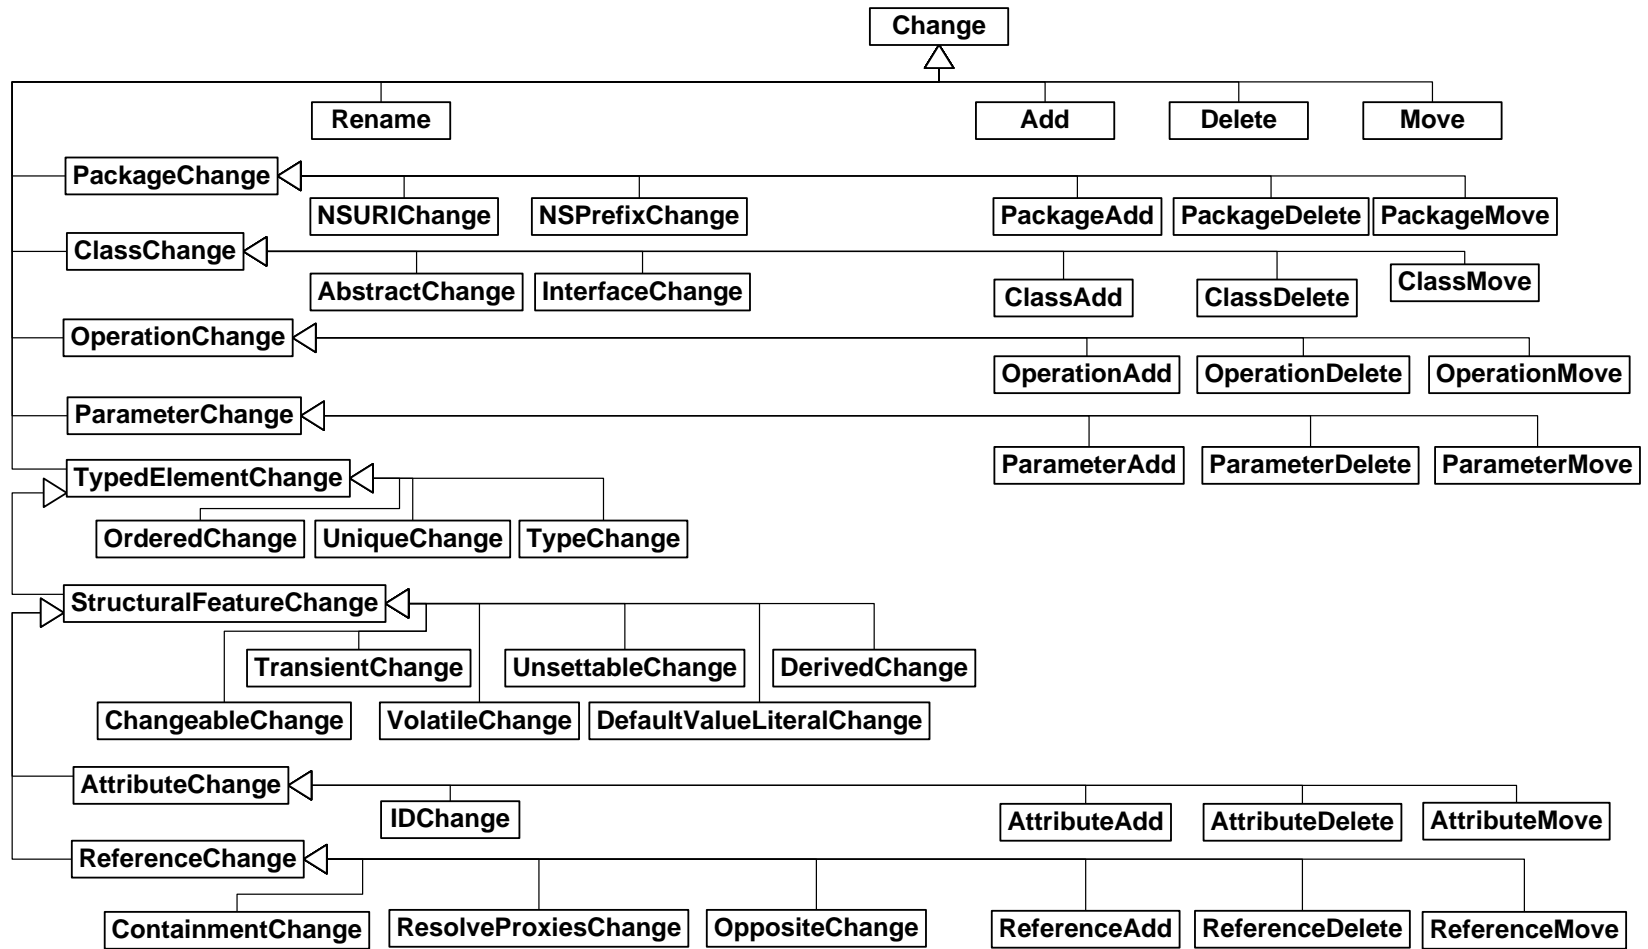 Change
Rename
Add
Delete
Move
PackageChange
NSURIChange
NSPrefixChange
PackageAdd
PackageDelete
PackageMove
ClassChange
AbstractChange
InterfaceChange
ClassAdd
ClassDelete
ClassMove
OperationChange
OperationAdd
OperationDelete
OperationMove
ParameterChange
ParameterAdd
ParameterDelete
ParameterMove
TypedElementChange
OrderedChange
UniqueChange
TypeChange
StructuralFeatureChange
TransientChange
UnsettableChange
DerivedChange
ChangeableChange
VolatileChange
DefaultValueLiteralChange
AttributeChange
IDChange
AttributeAdd
AttributeDelete
AttributeMove
ReferenceChange
ContainmentChange
ResolveProxiesChange
OppositeChange
ReferenceAdd
ReferenceDelete
ReferenceMove